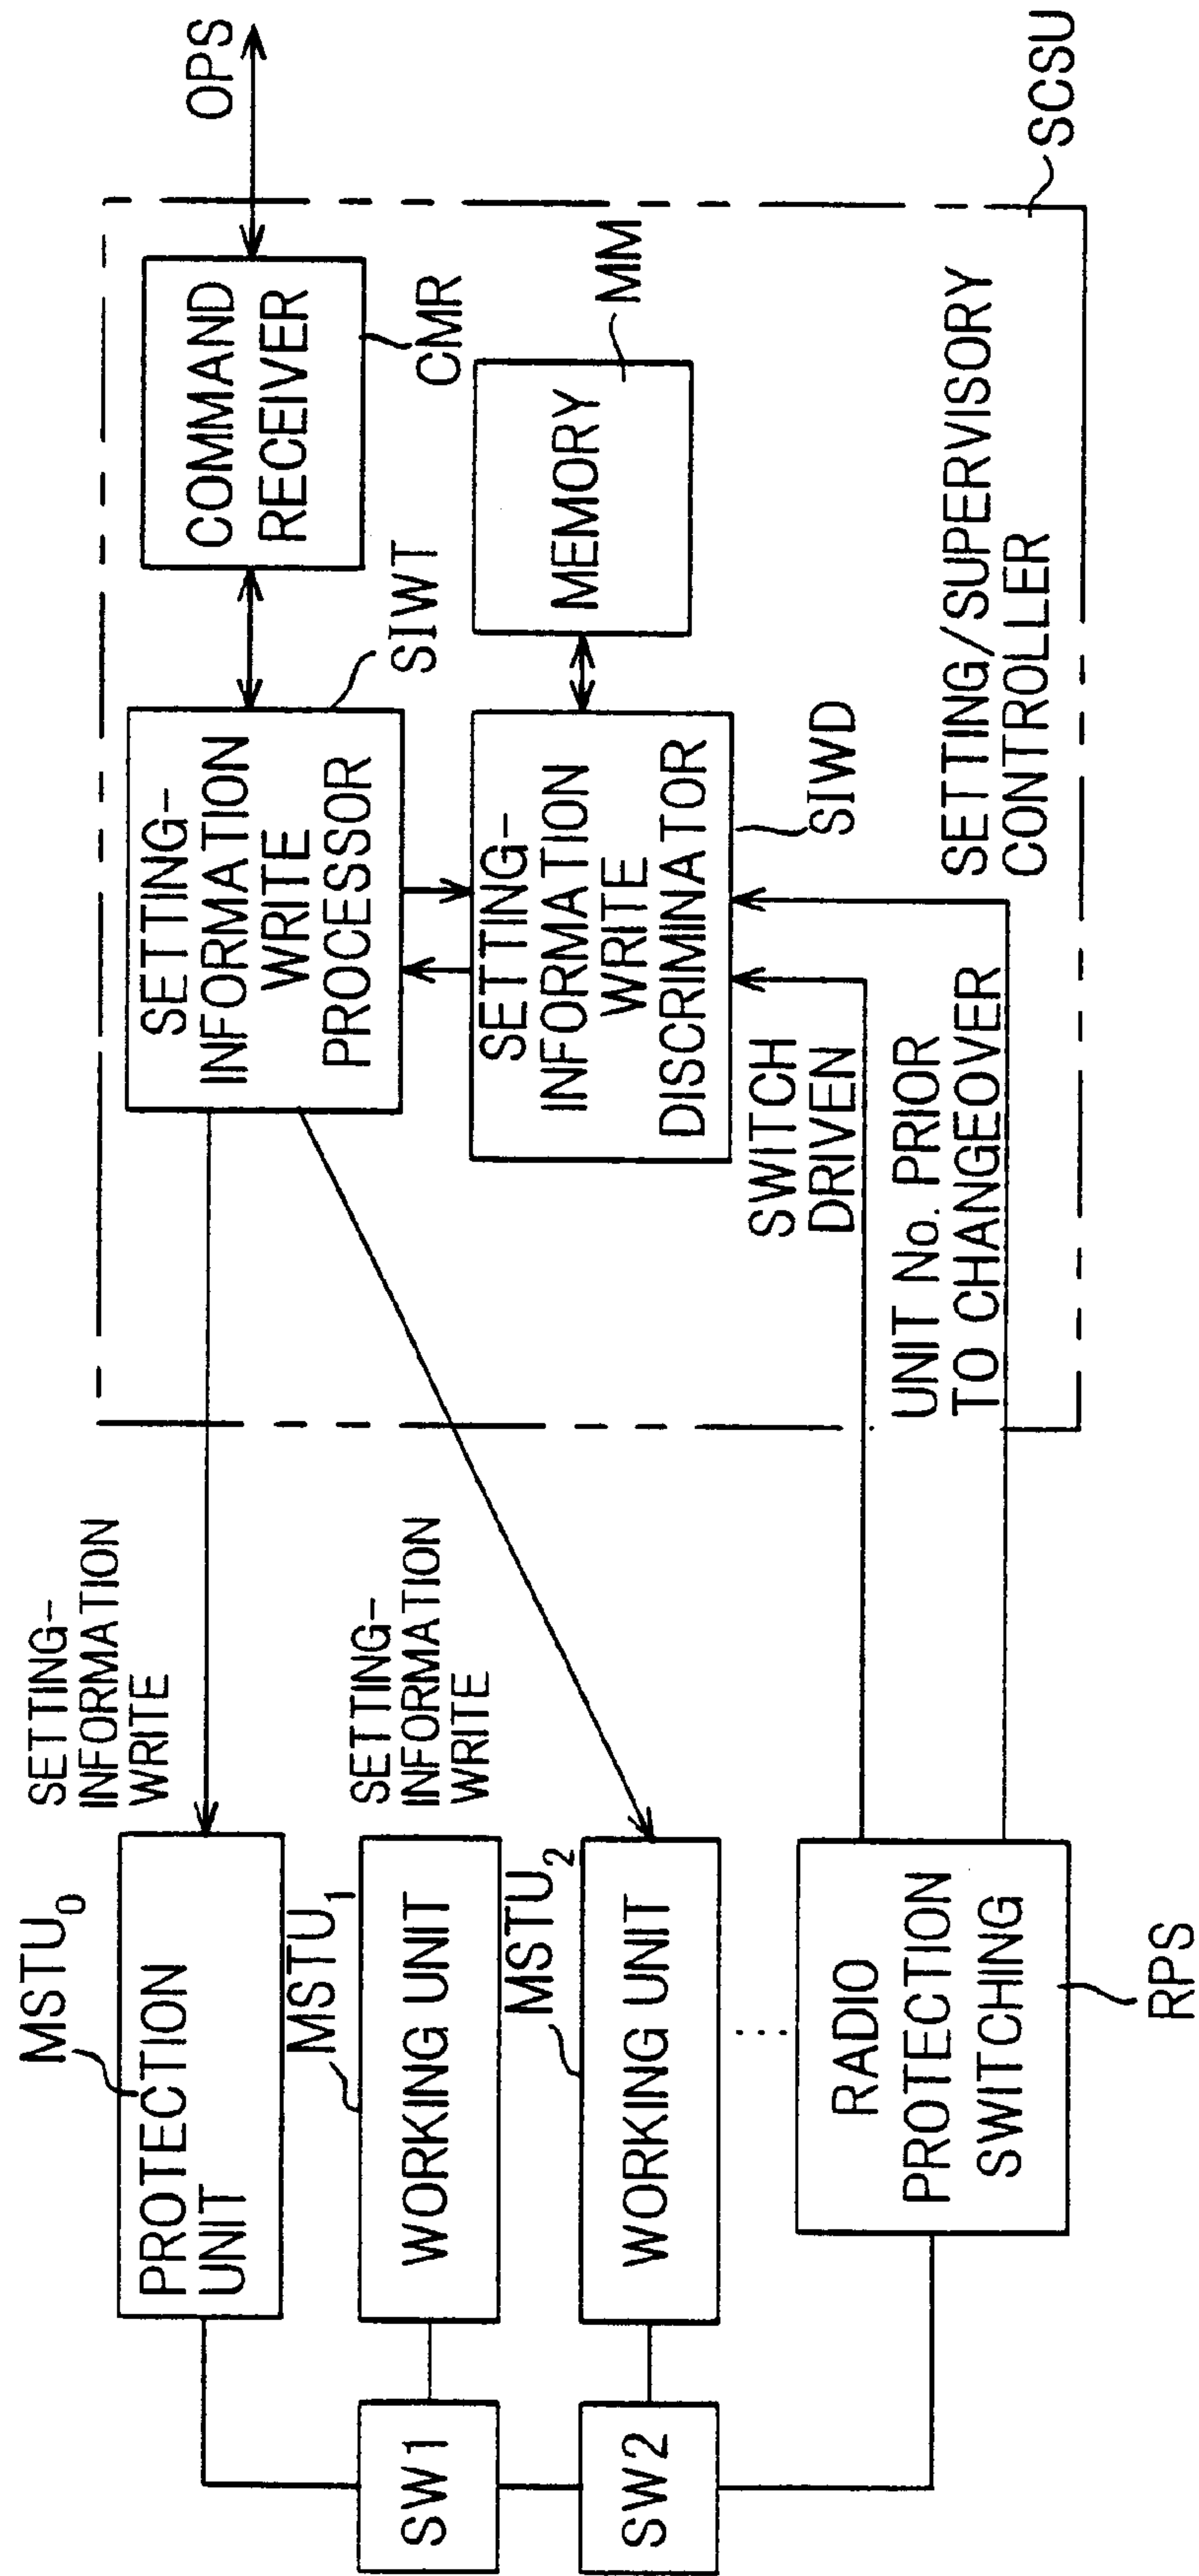 MSTU0
PROTECTION
UNIT
SETTING-
INFORMATION
WRITE
MSTU1
WORKING UNIT
SETTING-
INFORMATION
WRITE
MSTU2
WORKING UNIT
SW1
SW2
RADIO
PROTECTION
SWITCHING
RPS
SETTING-
INFORMATION
WRITE
PROCESSOR
SIWT
COMMAND
RECEIVER
CMR
OPS
SETTING-
INFORMATION
WRITE
DISCRIMINATOR
SIWD
MEMORY
MM
SWITCH
DRIVEN
UNIT No. PRIOR
TO CHANGEOVER
SETTING/SUPERVISORY
CONTROLLER
SCSU